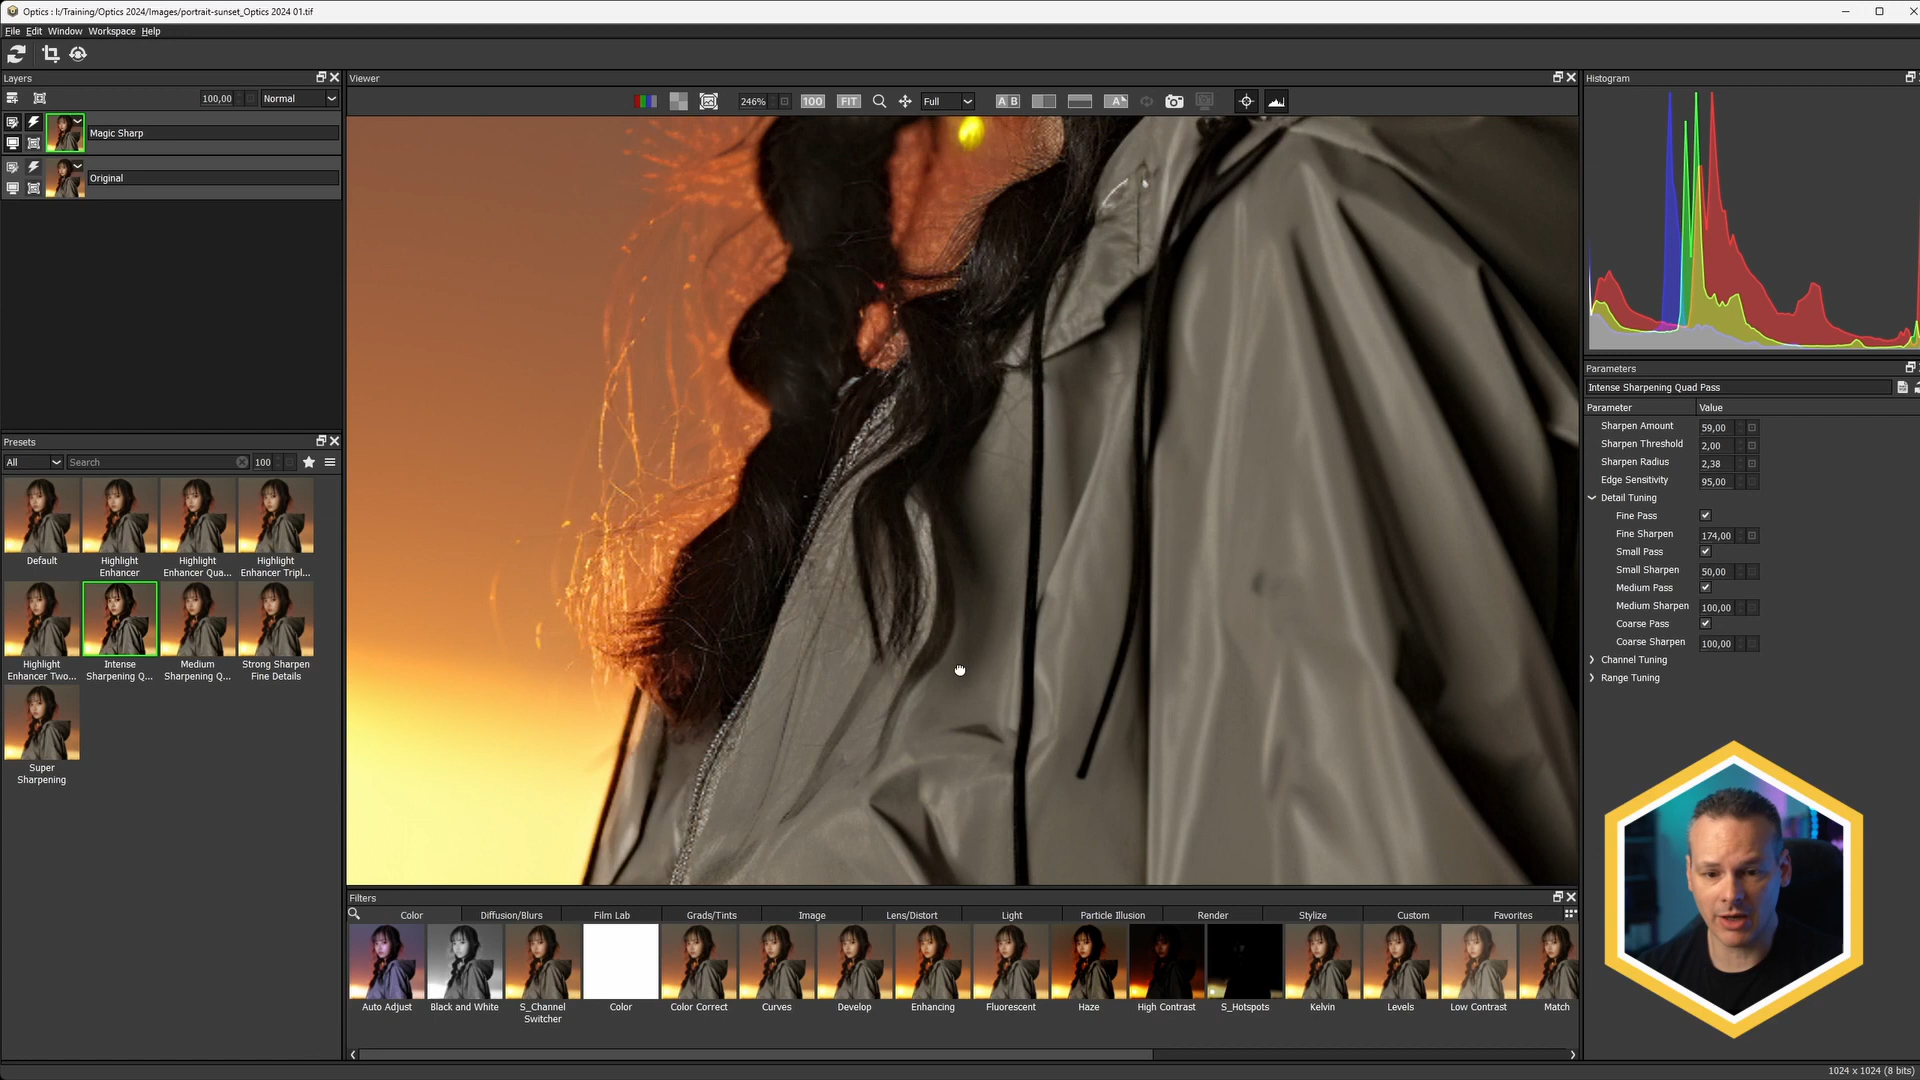 Optics : I:/Training/Optics 2024/Images/portrait-sunset_Optics 2024 01.tif
File Edit Window Workspace Help
Layers
100,00 Normal
Magic Sharp
Original
Presets
All Search 100
Default
Highlight
Enhancer
Highlight
Enhancer Qua...
Highlight
Enhancer Tripl...
Highlight
Enhancer Two...
Intense
Sharpening Q...
Medium
Sharpening Q...
Strong Sharpen
Fine Details
Super
Sharpening
Viewer
246% 100 FIT Full A B A
Filters
Color Diffusion/Blurs Film Lab Grads/Tints Image Lens/Distort Light Particle Illusion Render Stylize Custom Favorites
Auto Adjust
Black and White
S_Channel
Switcher
Color
Color Correct
Curves
Develop
Enhancing
Fluorescent
Haze
High Contrast
S_Hotspots
Kelvin
Levels
Low Contrast
Match
Histogram
Parameters
Intense Sharpening Quad Pass
Parameter Value
Sharpen Amount 59,00
Sharpen Threshold 2,00
Sharpen Radius 2,38
Edge Sensitivity 95,00
Detail Tuning
Fine Pass
Fine Sharpen 174,00
Small Pass
Small Sharpen 50,00
Medium Pass
Medium Sharpen 100,00
Coarse Pass
Coarse Sharpen 100,00
Channel Tuning
Range Tuning
1024 x 1024 (8 bits)